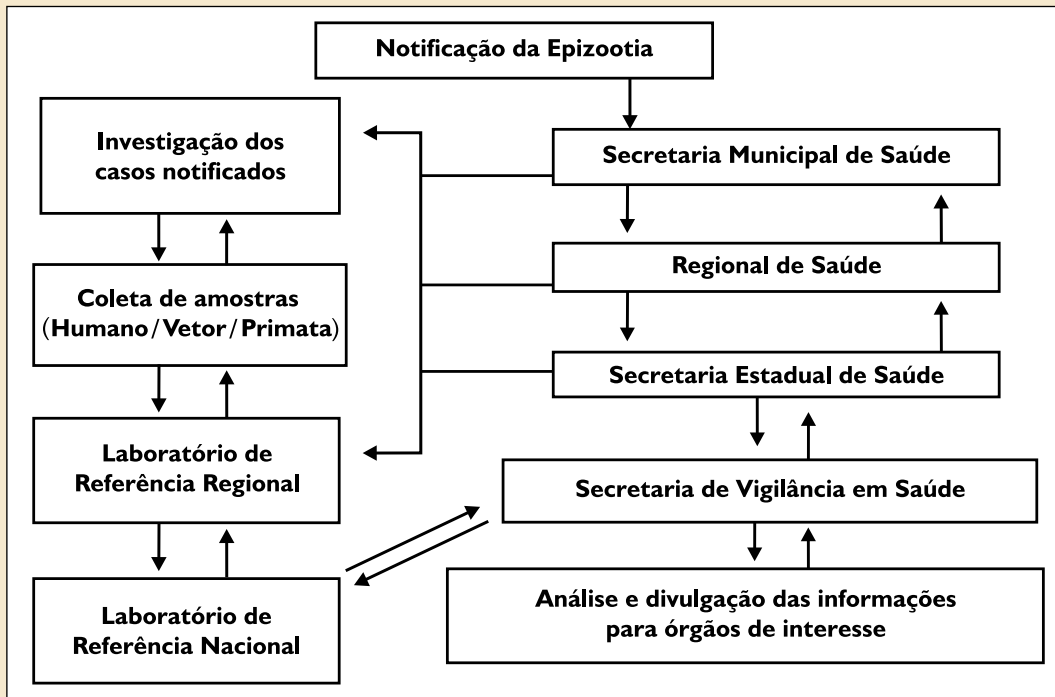 Notificação da Epizootia
Investigação dos
casos notificados
Secretaria Municipal de Saúde
Regional de Saúde
Coleta de amostras
(Humano/Vetor/Primata)
Secretaria Estadual de Saúde
Laboratório de
Referência Regional
Secretaria de Vigilância em Saúde
Laboratório de
Referência Nacional
Análise e divulgação das informações
para órgãos de interesse